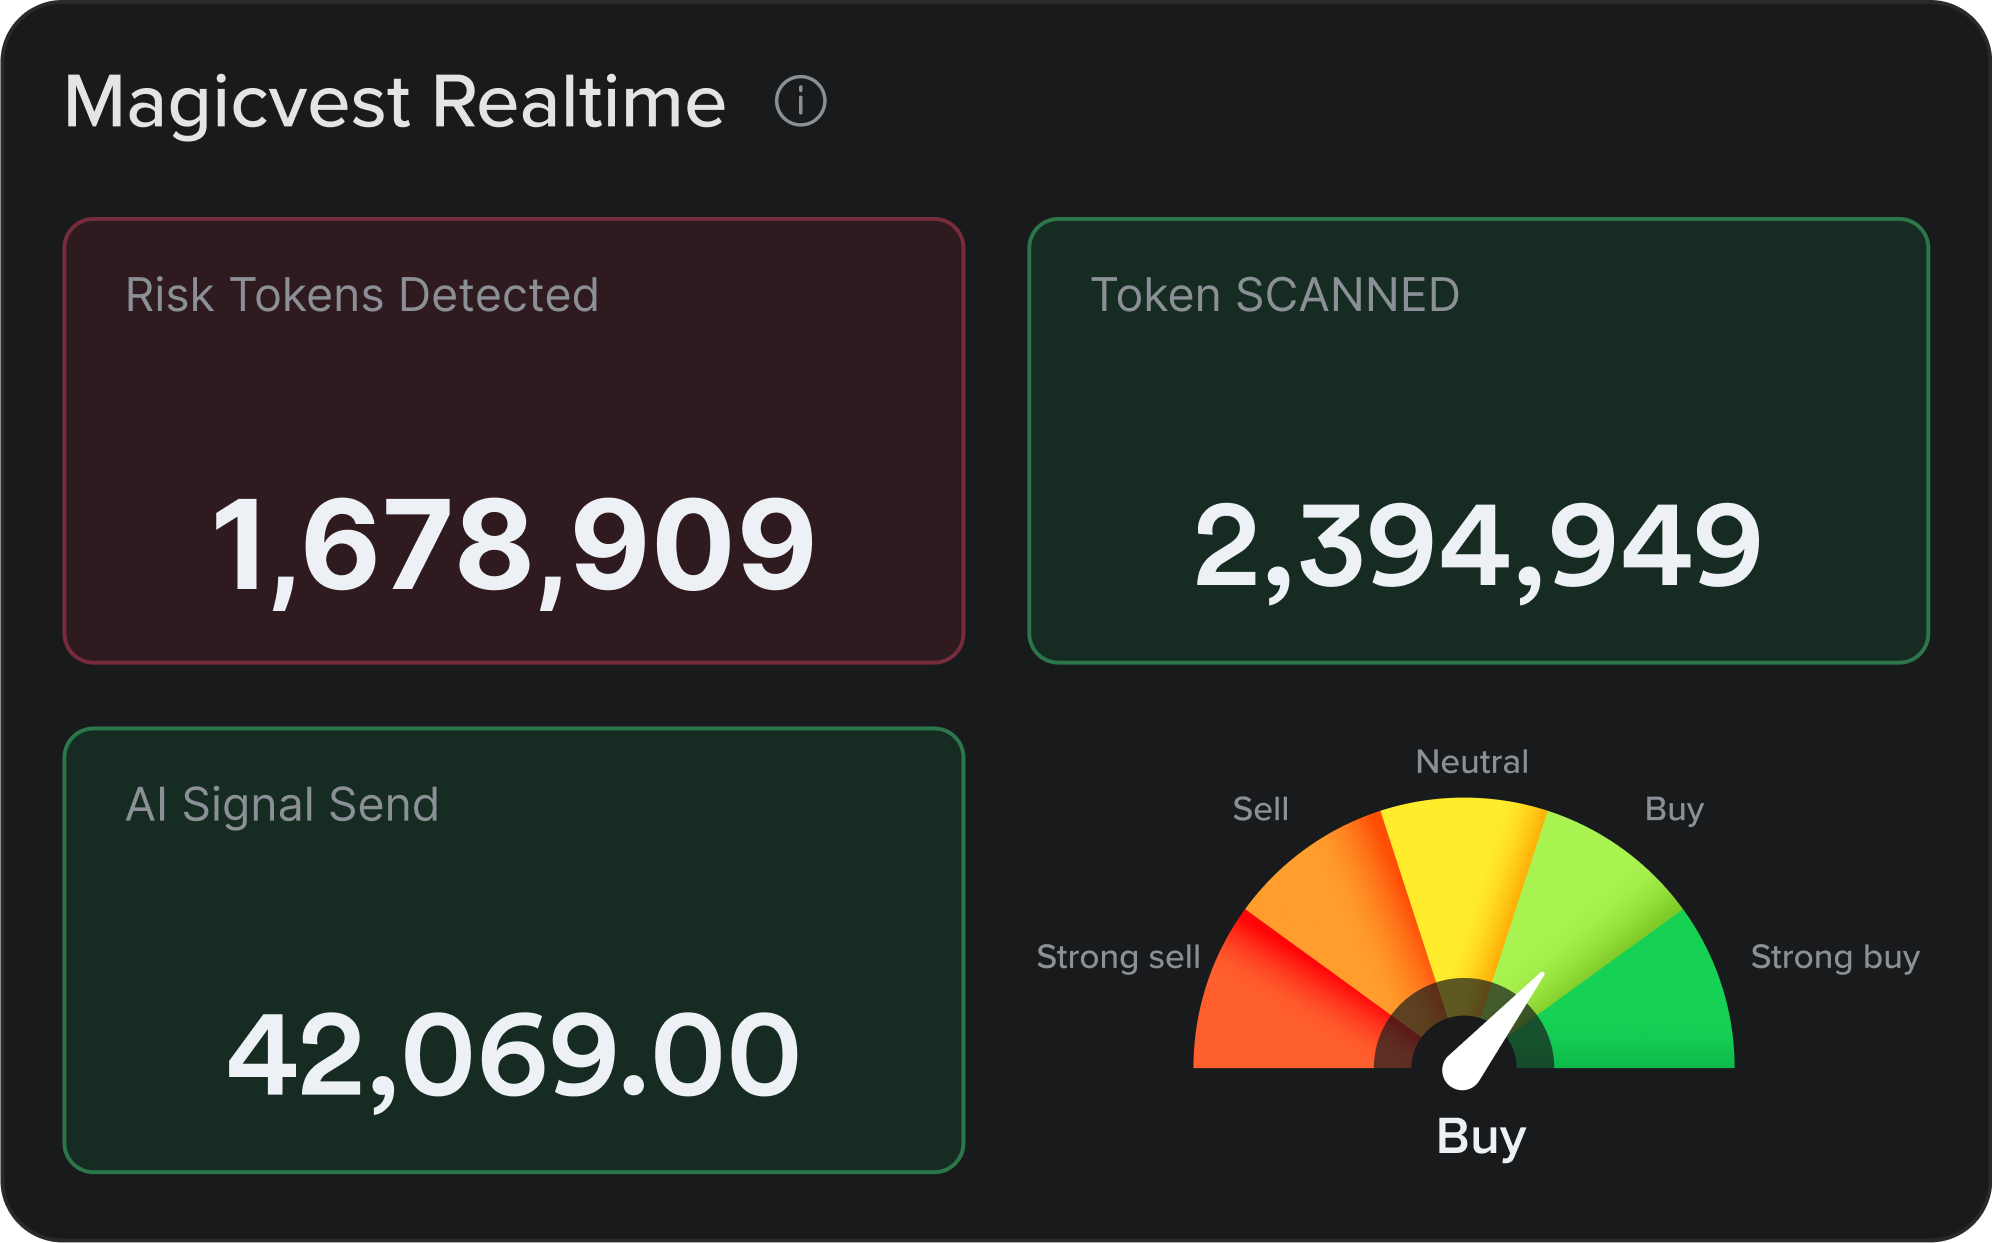 Magicvest Realtime
Risk Tokens Detected
1,678,909
Token SCANNED
2,394,949
AI Signal Send
42,069.00
Neutral
Sell
Buy
Strong sell
Strong buy
Buy